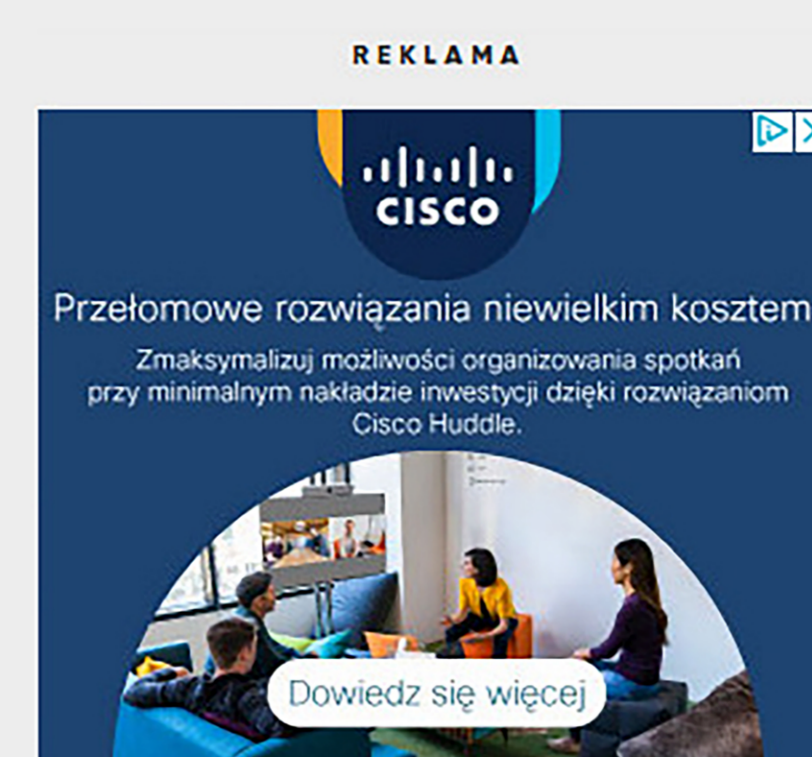 REKLAMA
CISCO
Przełomowe rozwiązania niewielkim kosztem
Zmaksymalizuj możliwości organizowania spotkań
przy minimalnym nakładzie inwestycji dzięki rozwiązaniom
Cisco Huddle.
Dowiedz się więcej